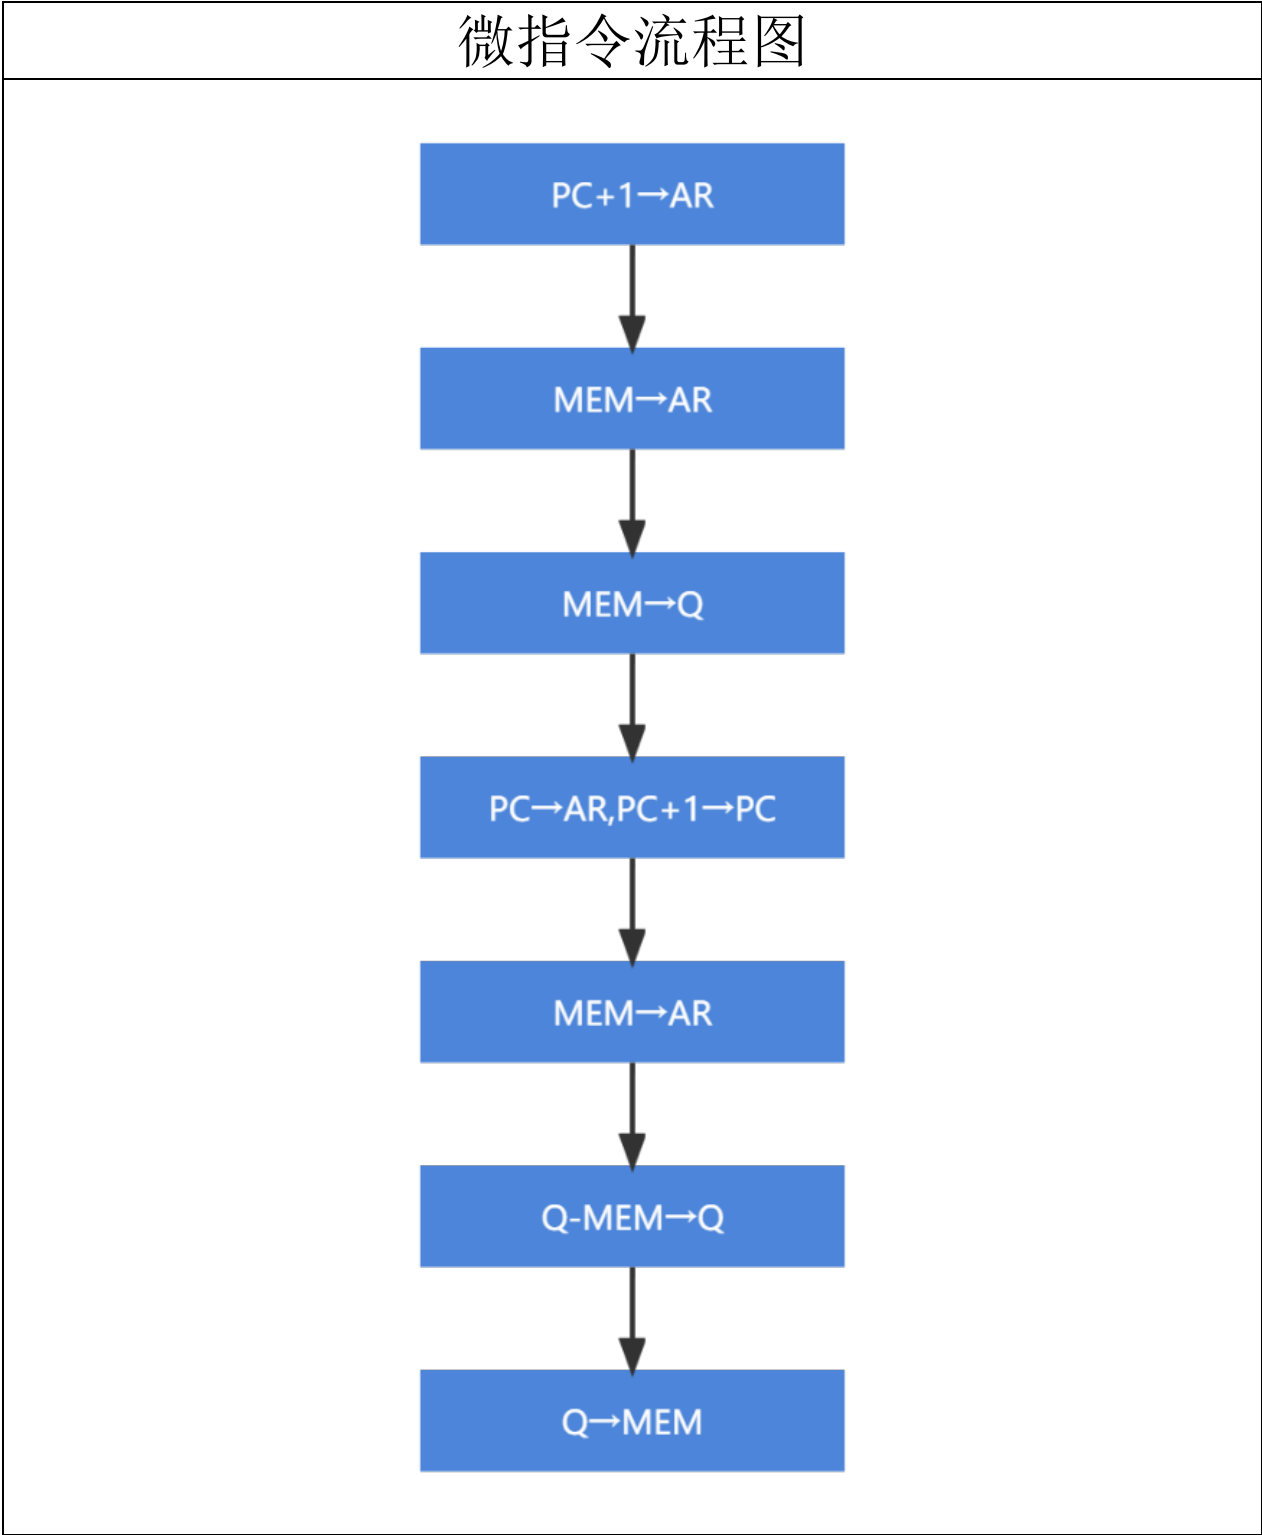 微指令流程图
PC+1→AR
MEM→AR
MEM→Q
PC→AR,PC+1→PC
MEM→AR
Q-MEM→Q
Q→MEM